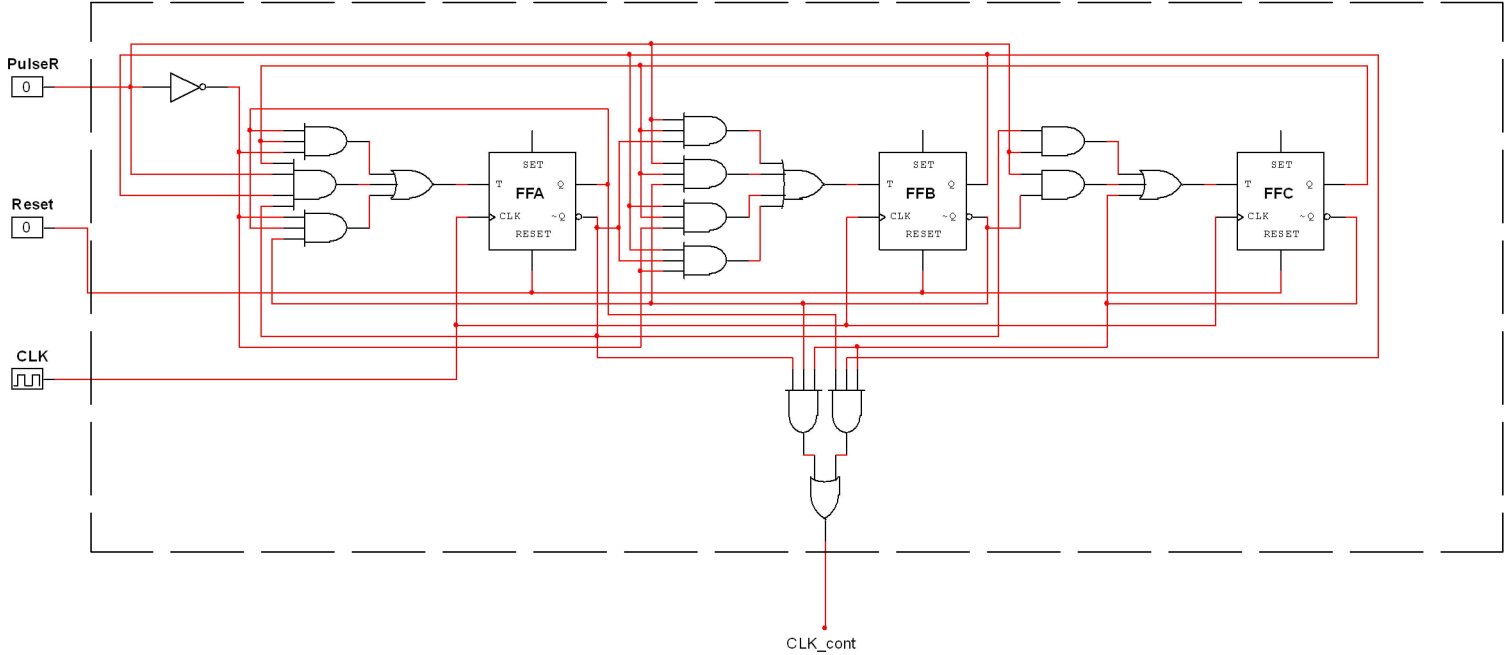 PulseR
0
Reset
0
CLK
SET
T FFA Q
CLK ~Q
RESET
SET
T FFB Q
CLK ~Q
RESET
SET
T FFC Q
CLK ~Q
RESET
CLK_cont